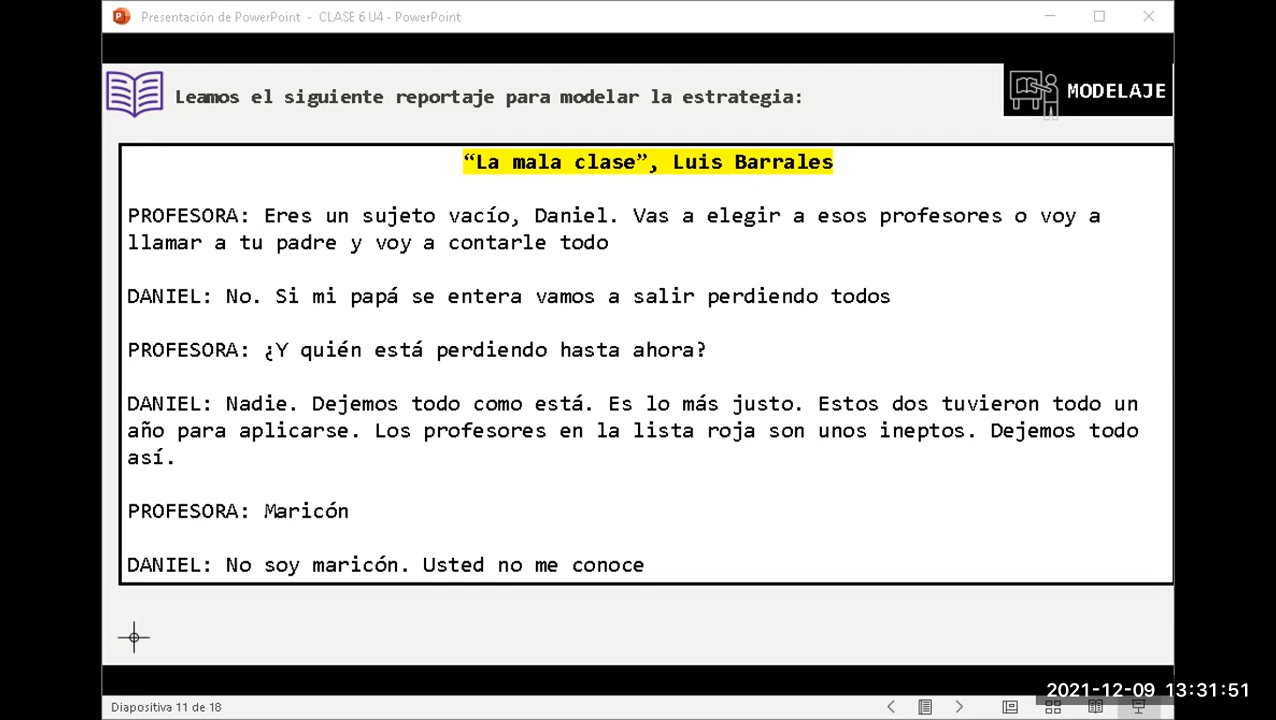 Presentación de PowerPoint - CLASE 6 U4 - PowerPoint
Leamos el siguiente reportaje para modelar la estrategia:
MODELAJE
“La mala clase”, Luis Barrales
PROFESORA: Eres un sujeto vacío, Daniel. Vas a elegir a esos profesores o voy a
llamar a tu padre y voy a contarle todo
DANIEL: No. Si mi papá se entera vamos a salir perdiendo todos
PROFESORA: ¿Y quién está perdiendo hasta ahora?
DANIEL: Nadie. Dejemos todo como está. Es lo más justo. Estos dos tuvieron todo un
año para aplicarse. Los profesores en la lista roja son unos ineptos. Dejemos todo
así.
PROFESORA: Maricón
DANIEL: No soy maricón. Usted no me conoce
2021-12-09 13:31:51
Diapositiva 11 de 18